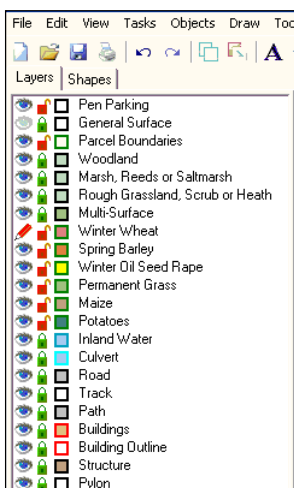 File Edit View Tasks Objects Draw
A
Layers Shapes
Pen Parking
General Surface
Parcel Boundaries
Woodland
Marsh, Reeds or Saltmarsh
Rough Grassland, Scrub or Heath
Multi-Surface
Winter Wheat
Spring Barley
Winter Oil Seed Rape
Permanent Grass
Maize
Potatoes
Inland Water
Culvert
Road
Track
Path
Buildings
Building Outline
Structure
Pylon